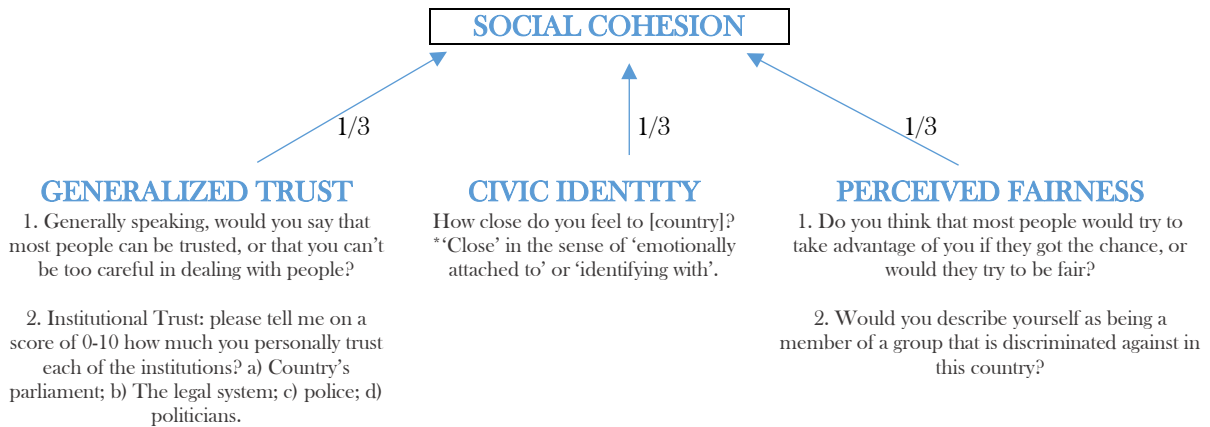 SOCIAL COHESION
1/3
1/3
1/3
GENERALIZED TRUST
1. Generally speaking, would you say that
most people can be trusted, or that you can’t
be too careful in dealing with people?
2. Institutional Trust: please tell me on a
score of 0-10 how much you personally trust
each of the institutions? a) Country’s
parliament; b) The legal system; c) police; d)
politicians.
CIVIC IDENTITY
How close do you feel to [country]?
*‘Close’ in the sense of ‘emotionally
attached to’ or ‘identifying with’.
PERCEIVED FAIRNESS
1. Do you think that most people would try to
take advantage of you if they got the chance, or
would they try to be fair?
2. Would you describe yourself as being a
member of a group that is discriminated against in
this country?